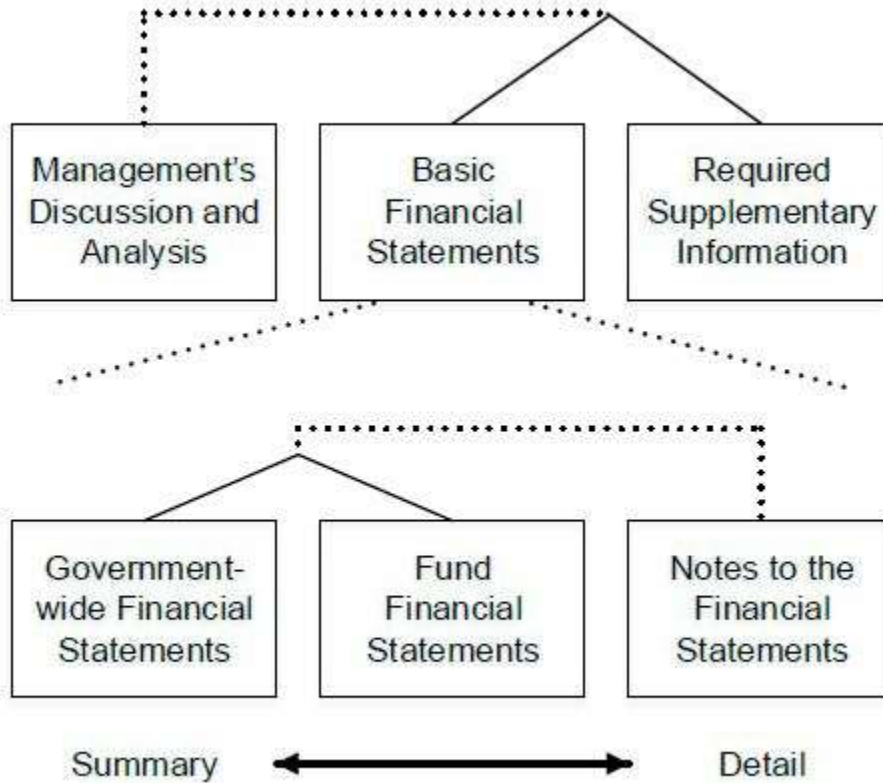 Management's
Discussion and
Analysis
Basic
Financial
Statements
Required
Supplementary
Information
Government-
wide Financial
Statements
Fund
Financial
Statements
Notes to the
Financial
Statements
Summary
Detail